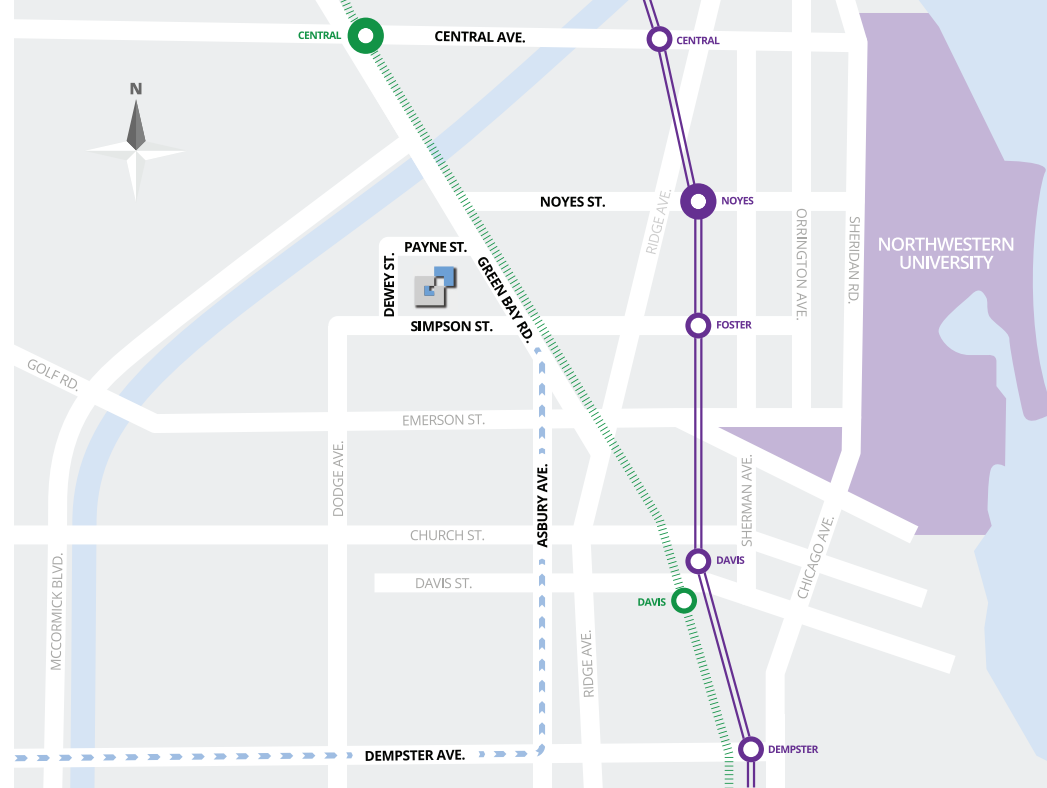 CENTRAL
CENTRAL AVE.
CENTRAL
N
NOYES ST.
NOYES
RIDGE AVE.
ORRINGTON AVE.
SHERIDAN RD.
NORTHWESTERN
UNIVERSITY
PAYNE ST.
DEWEY ST.
GREEN BAY RD.
SIMPSON ST.
FOSTER
GOLF RD.
EMERSON ST.
DODGE AVE.
ASBURY AVE.
SHERMAN AVE.
CHURCH ST.
CHICAGO AVE.
MCCORMICK BLVD.
DAVIS ST.
DAVIS
DAVIS
RIDGE AVE.
DEMPSTER AVE.
DEMPSTER